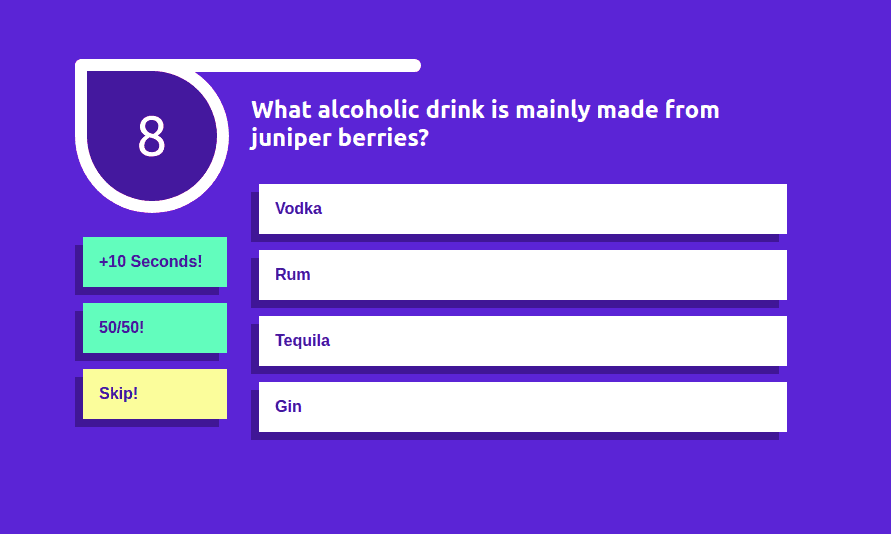 8
What alcoholic drink is mainly made from
juniper berries?
+10 Seconds!
50/50!
Skip!
Vodka
Rum
Tequila
Gin